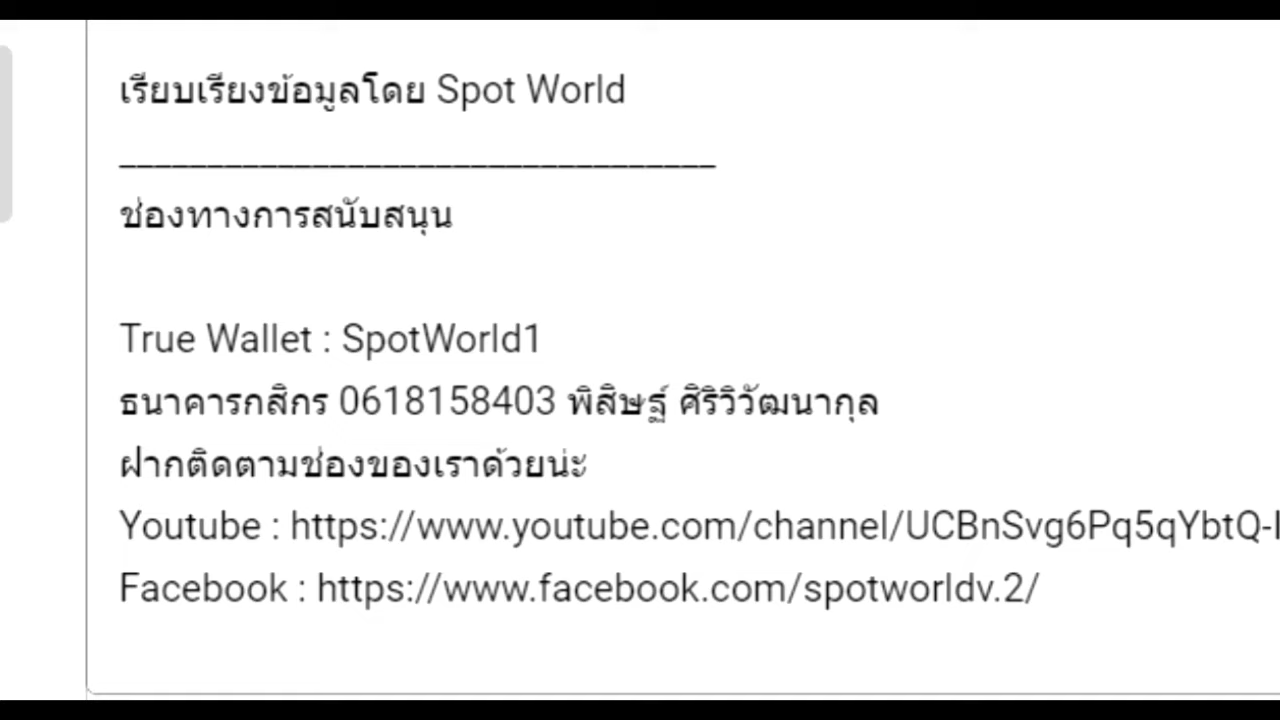 เรียบเรียงข้อมูลโดย Spot World
__________________________________
ช่องทางการสนับสนุน
True Wallet : SpotWorld1
ธนาคารกสิกร 0618158403 พิสิษฐ์ ศิริวิวัฒนากุล
ฝากติดตามช่องของเราด้วยน่ะ
Youtube : https://www.youtube.com/channel/UCBnSvg6Pq5qYbtQ-
Facebook : https://www.facebook.com/spotworldv.2/